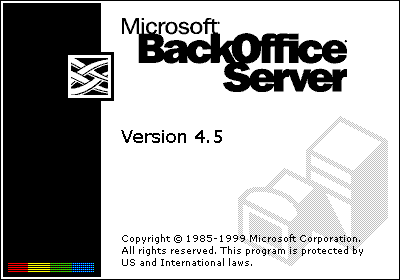 Microsoft
BackOffice
Server
Version 4.5
Copyright © 1985-1999 Microsoft Corporation.
All rights reserved. This program is protected by
US and International laws.